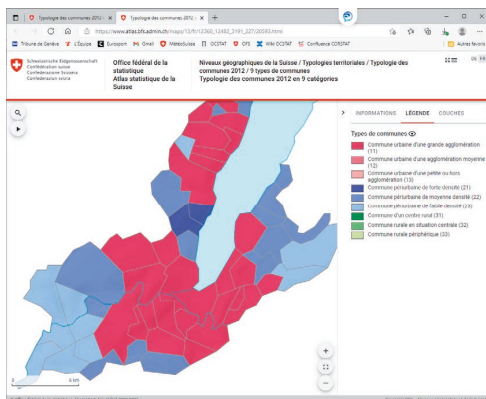 Typologie des communes 2012 -
Typologie des communes 2012 -
https://www.atlas.bfs.admin.ch/maps/13/fr/12360_12482_3191_227/20593.html
Tribune de Genève
L'Équipe
Eurosport
Gmail
MétéoSuisse
OCSTAT
OFS
Wiki OCSTAT
Confluence CORSTAT
Autres favoris
Schweizerische Eidgenossenschaft
Confédération suisse
Confederazione Svizzera
Confederaziun svizra
Office fédéral de la
statistique
Atlas statistique de la
Suisse
Niveaux géographiques de la Suisse / Typologies territoriales / Typologie des
communes 2012 / 9 types de communes
Typologie des communes 2012 en 9 catégories
DE FR
INFORMATIONS LÉGENDE COUCHES
Types de communes
Commune urbaine d'une grande agglomération
(11)
Commune urbaine d'une agglomération moyenne
(12)
Commune urbaine d'une petite ou hors
agglomération (13)
Commune périurbaine de forte densité (21)
Commune périurbaine de moyenne densité (22)
Commune périurbaine de faible densité (23)
Commune d'un centre rural (31)
Commune rurale en situation centrale (32)
Commune rurale périphérique (33)
0 6 km